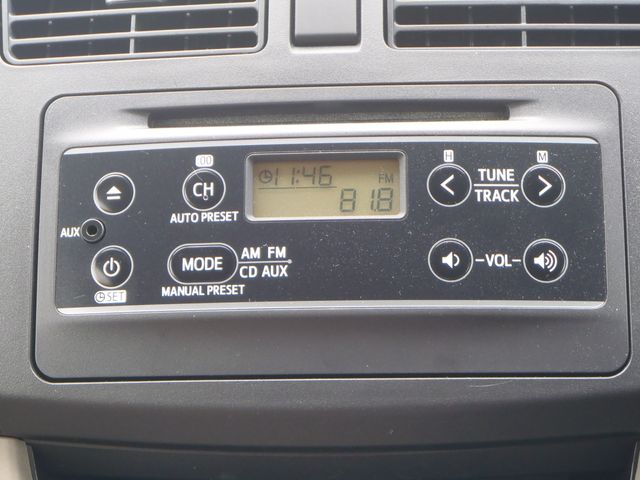 :00
CH
AUTO PRESET
11:46
FM
81.8
H
M
TUNE
TRACK
AUX
SET
MODE
AM FM
CD AUX
MANUAL PRESET
-VOL-